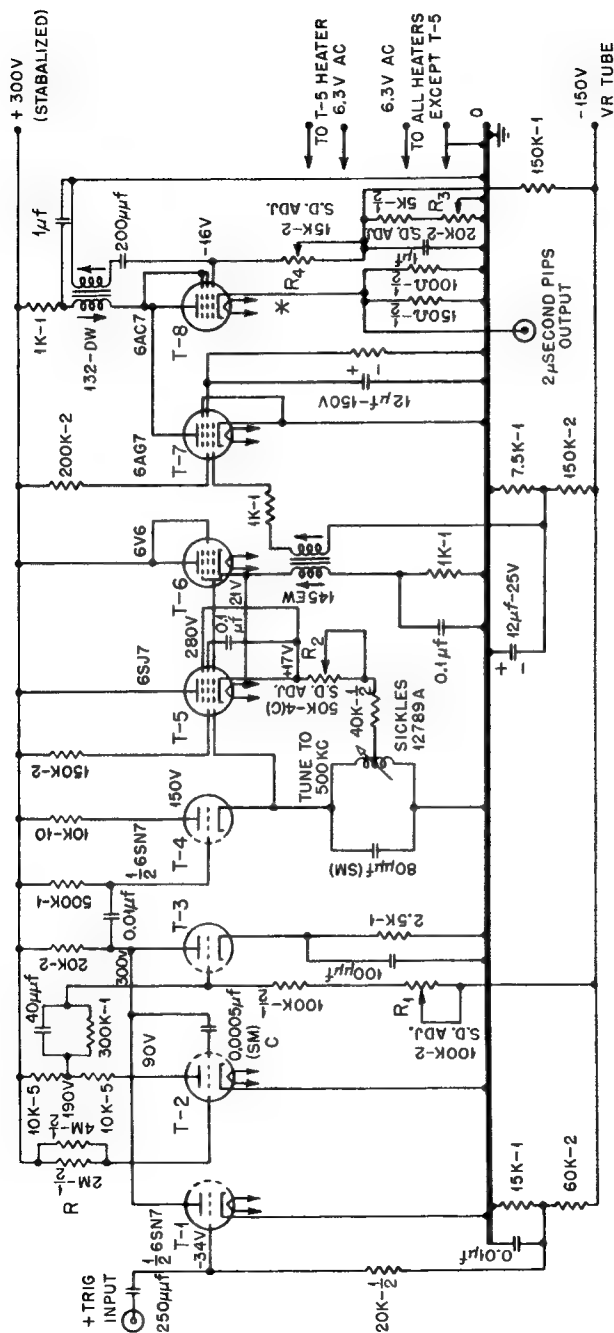 + 300V
(STABALIZED)
+ TRIG
INPUT
250μμf
½6SN7
T-1
-34V
20K-½
0.01μf
15K-1
60K-2
R
2M-½
4M-½
10K-5
190V
10K-5
40μμf
300K-1
90V
T-2
0.0005μf
(SM)
C
100K-½
R1
S.D. ADJ.
100K-2
20K-2
300V
0.01μf
T-3
100μμf
2.5K-1
500K-1
½6SN7
10K-10
T-4
150V
TUNE TO
500KC
80μμf(SM)
SICKLES
12789A
40K-½
150K-2
6SJ7
T-5
280V
0.1
μf
+17V
R2
S.D. ADJ.
50K-4(C)
6V6
T-6
21V
145EW
1K-1
0.1μf
1K-1
12μf-25V
+
-
7.5K-1
150K-2
200K-2
6AG7
T-7
+
-
12μf-150V
1K-1
132-DW
1μf
200μμf
6AC7
T-8
-16V
*
15K-2
S.D. ADJ.
R4
150Ω-½
100Ω-½
1μf
20K-2
S.D. ADJ
5K-½
R3
150K-1
2μSECOND PIPS
OUTPUT
TO T-5 HEATER
6.3V AC
6.3V AC
TO ALL HEATERS
EXCEPT T-5
0
-150V
VR TUBE